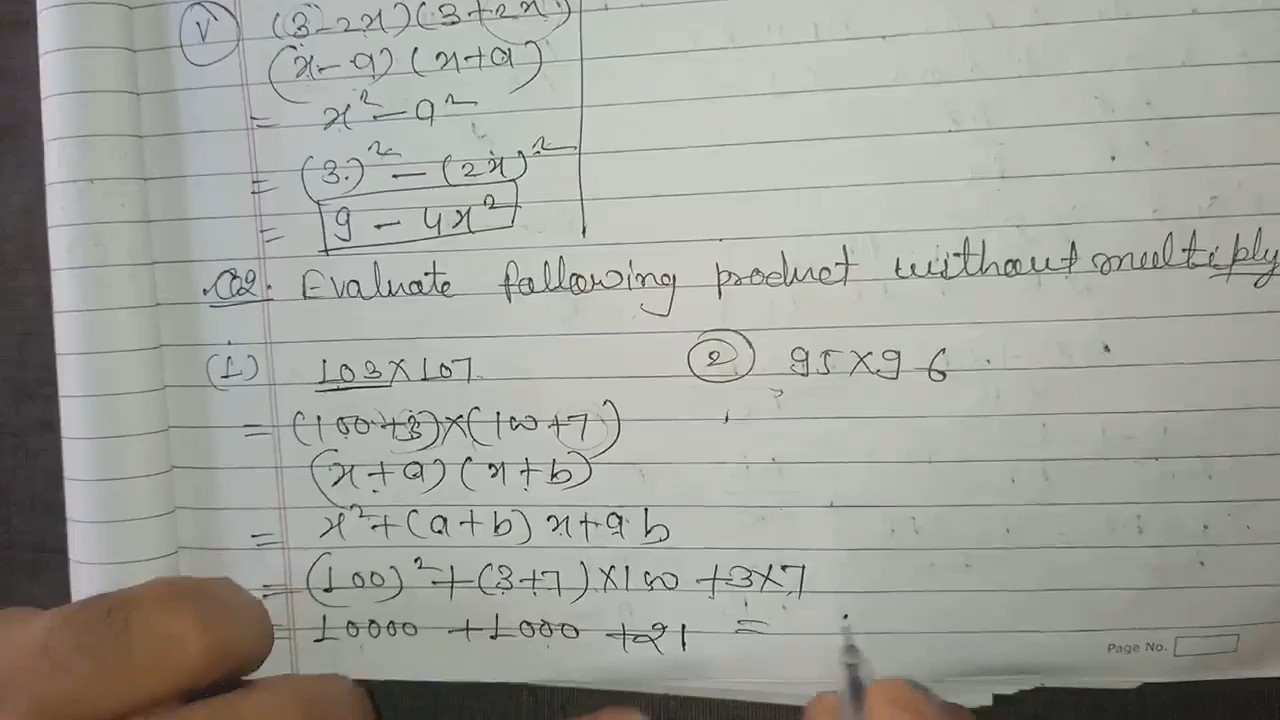 (V) (3-2x)(3+2x)
(x-a)(x+a)
= x²-a²
= (3)² - (2x)²
= 9 - 4x²
Q2. Evaluate following product without multiply
(1) 103×107
(2) 95×96
= (100+3)×(100+7)
(x+a)(x+b)
= x²+(a+b)x+ab
= (100)²+(3+7)×100+3×7
= 10000 +1000 +21 =
Page No.